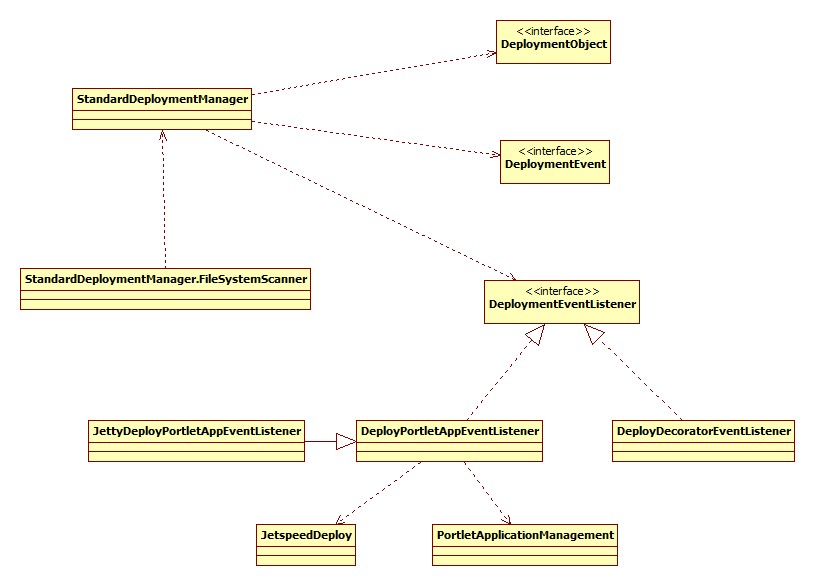 <<interface>>
DeploymentObject
StandardDeploymentManager
<<interface>>
DeploymentEvent
StandardDeploymentManager.FileSystemScanner
<<interface>>
DeploymentEventListener
JettyDeployPortletAppEventListener
DeployPortletAppEventListener
DeployDecoratorEventListener
JetspeedDeploy
PortletApplicationManagement